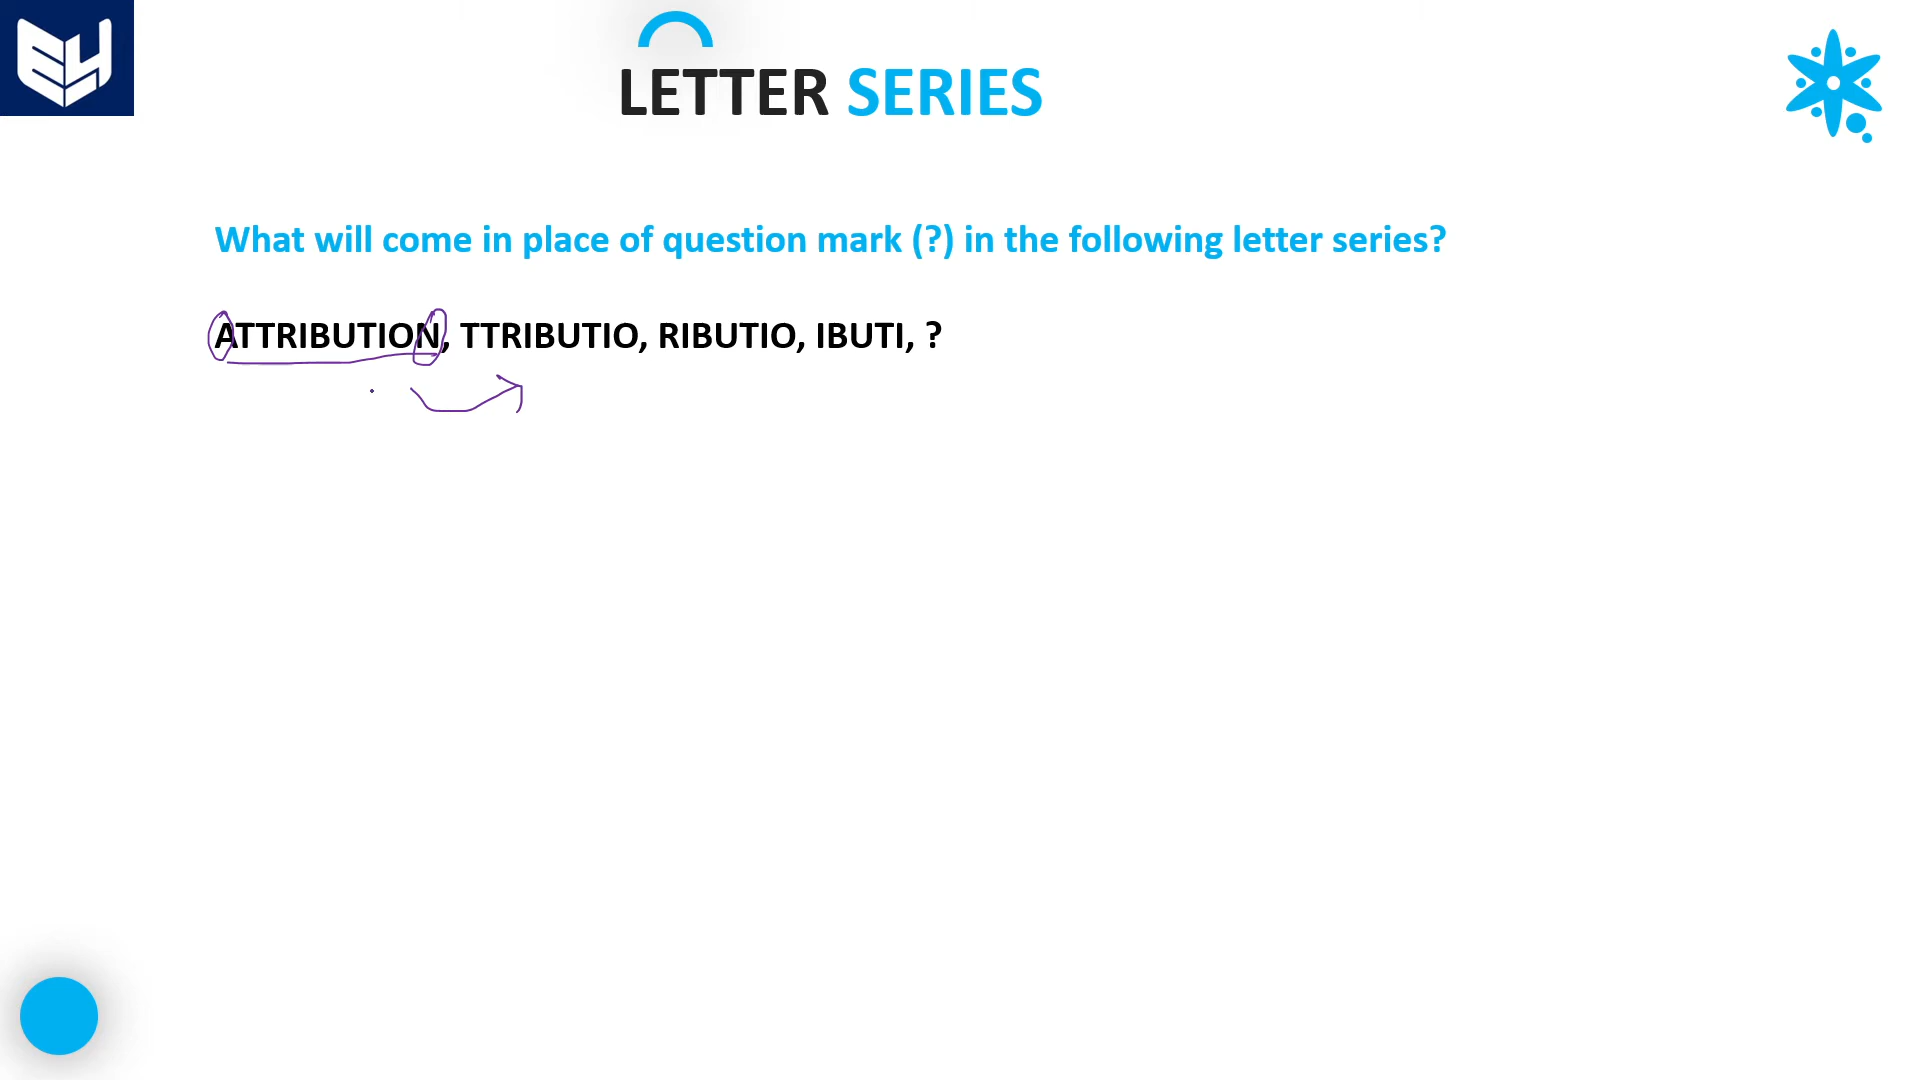 LETTER SERIES
What will come in place of question mark (?) in the following letter series?
ATTRIBUTION, TTRIBUTIO, RIBUTIO, IBUTI, ?